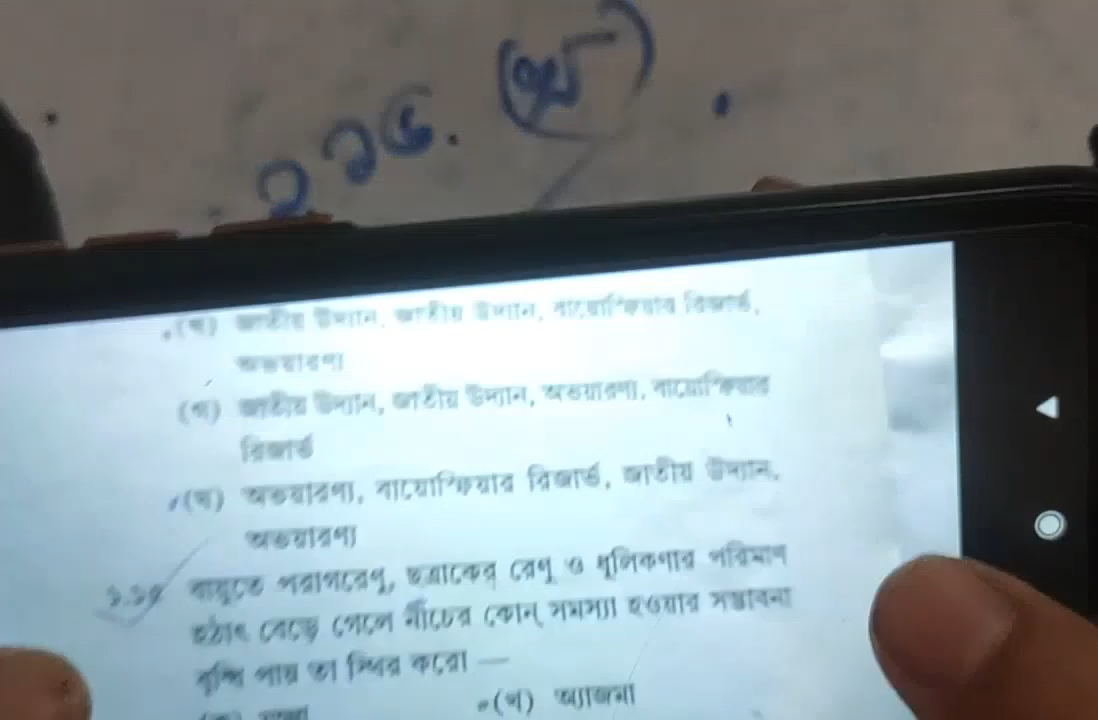 (খ) জাতীয় উদ্যান, জাতীয় উদ্যান, বায়োস্ফিয়ার রিজার্ভ,
অভয়ারণ্য
(গ) জাতীয় উদ্যান, জাতীয় উদ্যান, অভয়ারণ্য, বায়োস্ফিয়ার
রিজার্ভ
(ঘ) অভয়ারণ্য, বায়োস্ফিয়ার রিজার্ভ, জাতীয় উদ্যান,
অভয়ারণ্য
বায়ুতে পরাগরেণু, ছত্রাকের রেণু ও ধূলিকণার পরিমাণ
হঠাৎ বেড়ে গেলে নীচের কোন্ সমস্যা হওয়ার সম্ভাবনা
বৃদ্ধি পায় তা স্থির করো —
(খ) অ্যাজমা